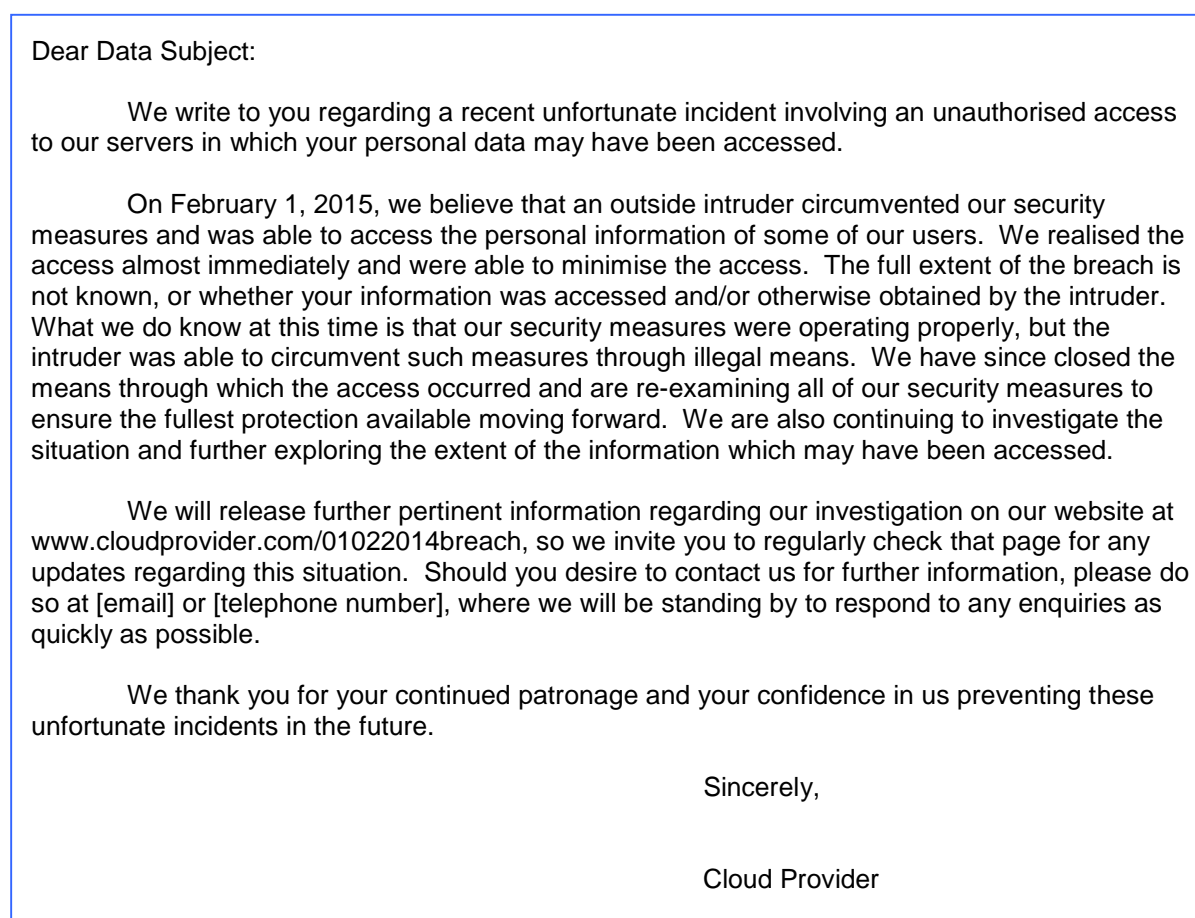 Dear Data Subject:
We write to you regarding a recent unfortunate incident involving an unauthorised access
to our servers in which your personal data may have been accessed.
On February 1, 2015, we believe that an outside intruder circumvented our security
measures and was able to access the personal information of some of our users.  We realised the
access almost immediately and were able to minimise the access.  The full extent of the breach is
not known, or whether your information was accessed and/or otherwise obtained by the intruder.
What we do know at this time is that our security measures were operating properly, but the
intruder was able to circumvent such measures through illegal means.  We have since closed the
means through which the access occurred and are re-examining all of our security measures to
ensure the fullest protection available moving forward.  We are also continuing to investigate the
situation and further exploring the extent of the information which may have been accessed.
We will release further pertinent information regarding our investigation on our website at
www.cloudprovider.com/01022014breach, so we invite you to regularly check that page for any
updates regarding this situation.  Should you desire to contact us for further information, please do
so at [email] or [telephone number], where we will be standing by to respond to any enquiries as
quickly as possible.
We thank you for your continued patronage and your confidence in us preventing these
unfortunate incidents in the future.
Sincerely,
Cloud Provider